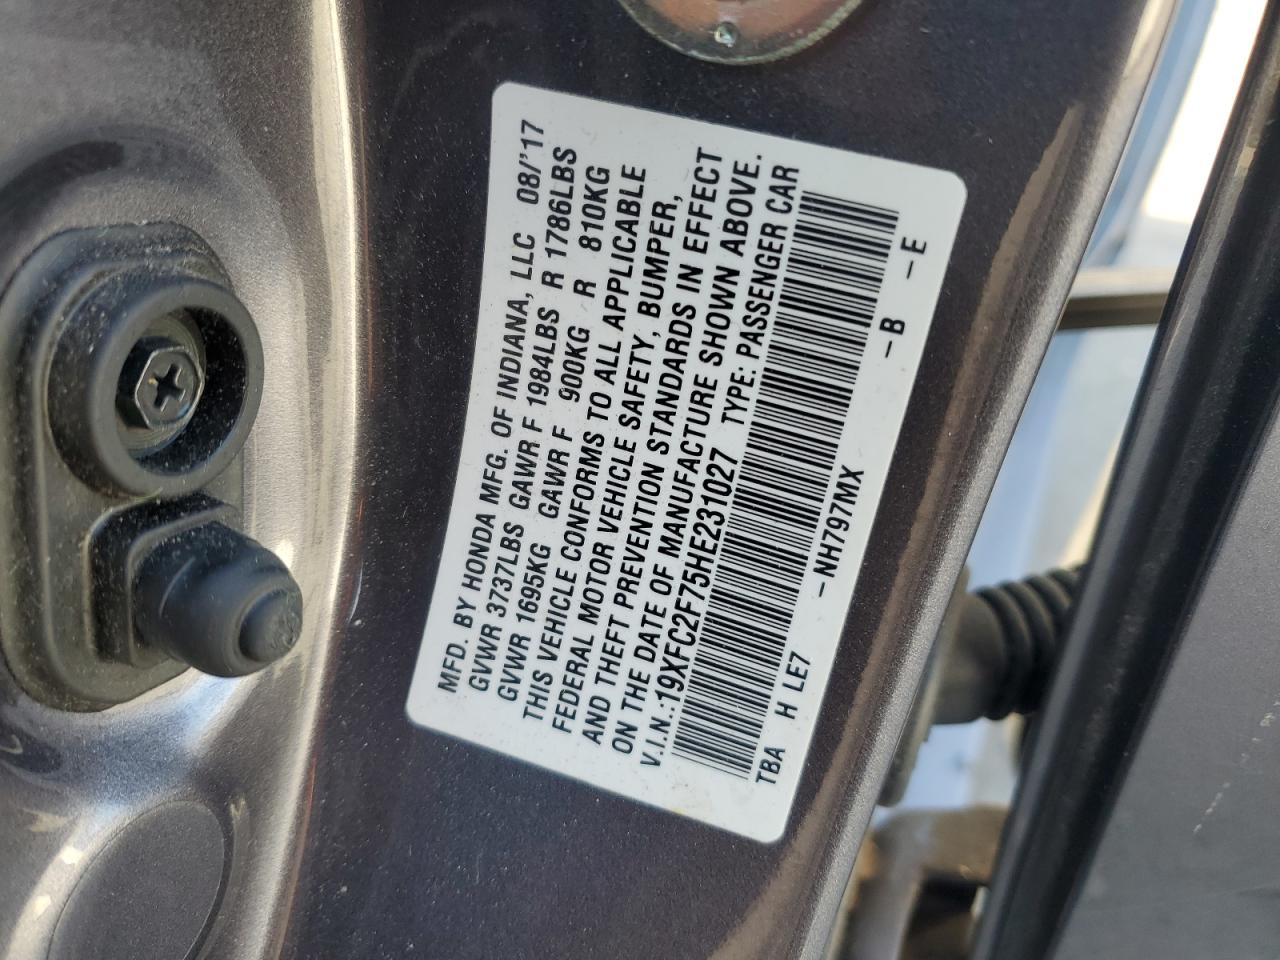 MFD. BY HONDA MFG. OF INDIANA, LLC 08/'17
GVWR 3737LBS GAWR F 1984LBS R 1786LBS
GVWR 1695KG GAWR F 900KG R 810KG
THIS VEHICLE CONFORMS TO ALL APPLICABLE
FEDERAL MOTOR VEHICLE SAFETY, BUMPER,
AND THEFT PREVENTION STANDARDS IN EFFECT
ON THE DATE OF MANUFACTURE SHOWN ABOVE.
V.I.N.:19XFC2F75HE231027 TYPE: PASSENGER CAR
TBA H LE7 -NH797MX -B -E